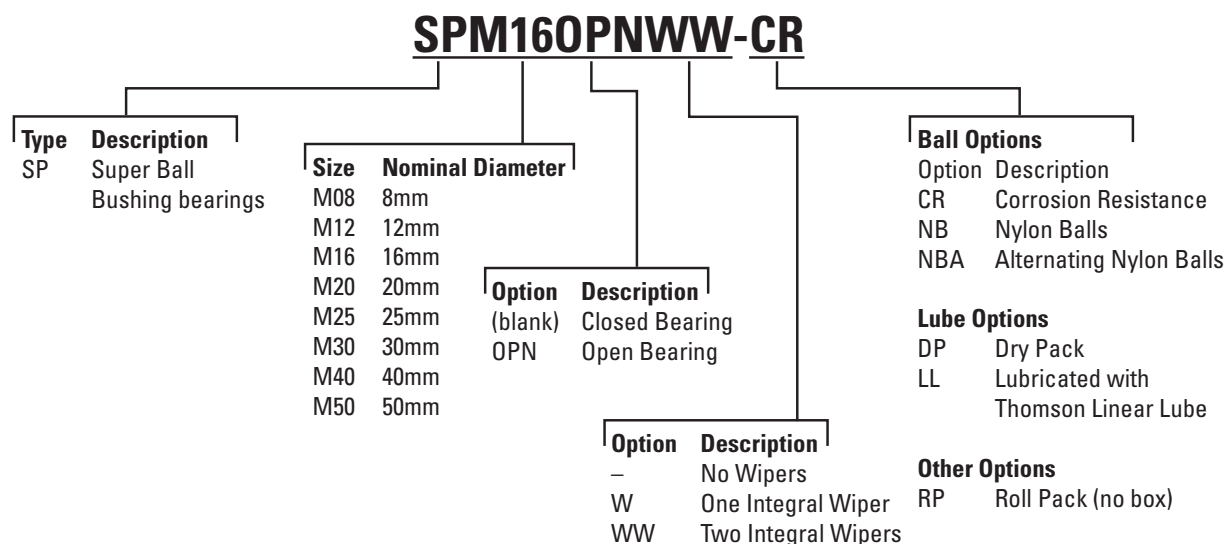 SPM16OPNWW-CR
Type Description
SP Super Ball
Bushing bearings
Size Nominal Diameter
M08 8mm
M12 12mm
M16 16mm
M20 20mm
M25 25mm
M30 30mm
M40 40mm
M50 50mm
Option Description
(blank) Closed Bearing
OPN Open Bearing
Option Description
– No Wipers
W One Integral Wiper
WW Two Integral Wipers
Ball Options
Option Description
CR Corrosion Resistance
NB Nylon Balls
NBA Alternating Nylon Balls
Lube Options
DP Dry Pack
LL Lubricated with
Thomson Linear Lube
Other Options
RP Roll Pack (no box)